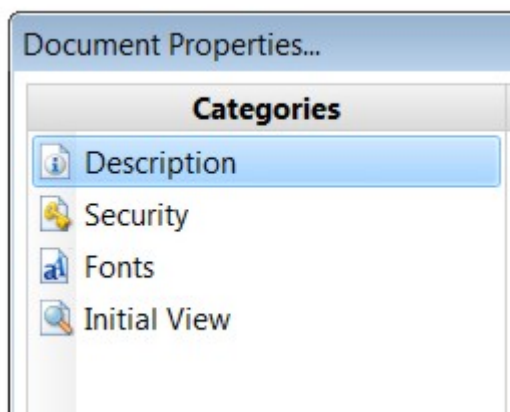 Document Properties...
Categories
Description
Security
Fonts
Initial View